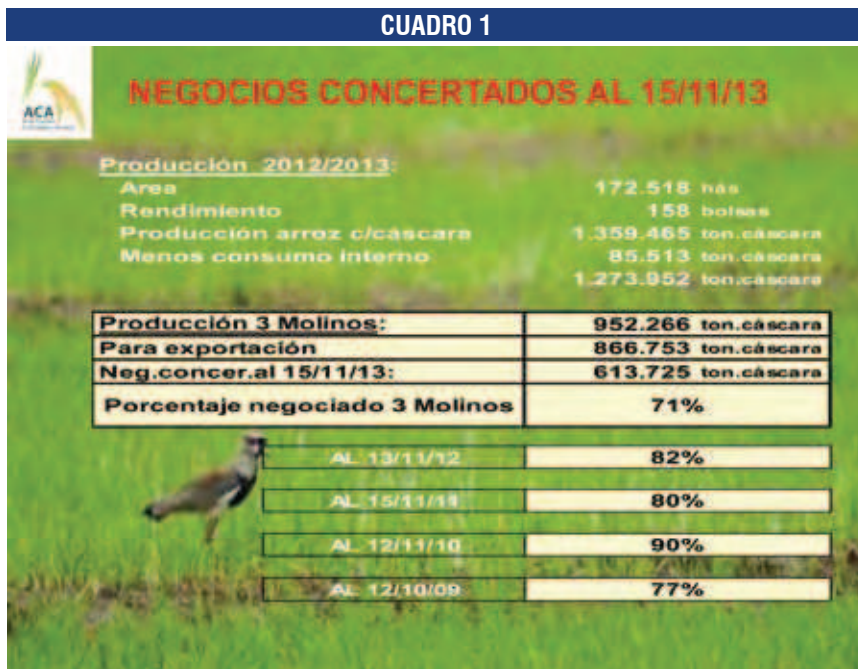 CUADRO 1
ACA
NEGOCIOS CONCERTADOS AL 15/11/13
Producción 2012/2013:
Area 172.518 hás
Rendimiento 158 bolsas
Producción arroz c/cáscara 1.359.465 ton.cáscara
Menos consumo interno 85.513 ton.cáscara
1.273.952 ton.cáscara
Producción 3 Molinos: 952.266 ton.cáscara
Para exportación 866.753 ton.cáscara
Neg.concer.al 15/11/13: 613.725 ton.cáscara
Porcentaje negociado 3 Molinos 71%
AL 13/11/12 82%
AL 15/11/11 80%
AL 12/11/10 90%
AL 12/10/09 77%